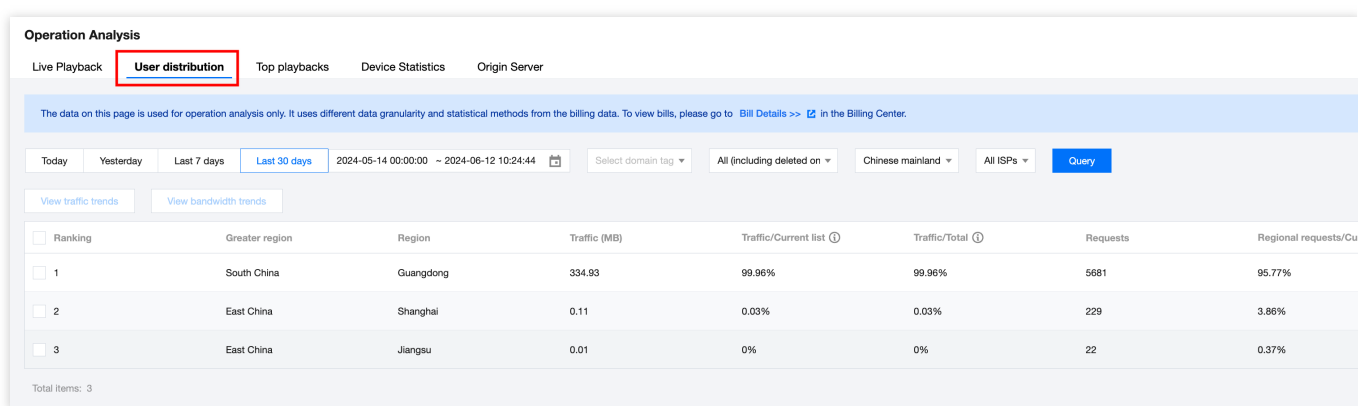 Operation Analysis
Live Playback User distribution Top playbacks Device Statistics Origin Server
The data on this page is used for operation analysis only. It uses different data granularity and statistical methods from the billing data. To view bills, please go to Bill Details >> in the Billing Center.
Today Yesterday Last 7 days Last 30 days 2024-05-14 00:00:00 ~ 2024-06-12 10:24:44 Select domain tag All (including deleted on Chinese mainland All ISPs Query
View traffic trends View bandwidth trends
Ranking Greater region Region Traffic (MB) Traffic/Current list Traffic/Total Requests Regional requests/Cu
1 South China Guangdong 334.93 99.96% 99.96% 5681 95.77%
2 East China Shanghai 0.11 0.03% 0.03% 229 3.86%
3 East China Jiangsu 0.01 0% 0% 22 0.37%
Total items: 3